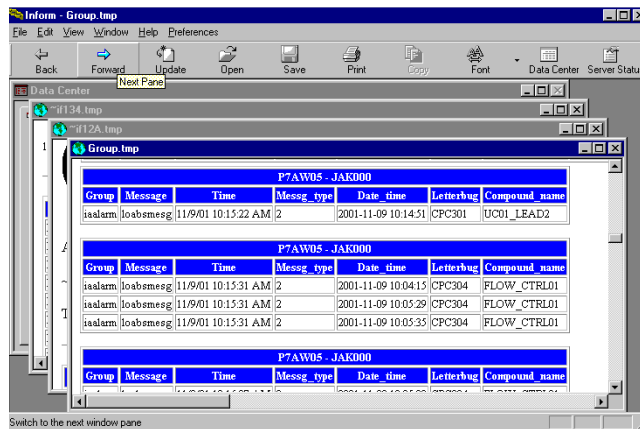 Inform - Group.tmp
File Edit View Window Help Preferences
Back Forward Update Open Save Print Copy Font Data Center Server Statu
Next Pane
Data Center
~if134.tmp
~if12A.tmp
Group.tmp
P7AW05 - JAK000
Group Message Time Messg_type Date_time Letterbug Compound_name
iaalarm loabsmesg 11/9/01 10:15:22 AM 2 2001-11-09 10:14:51 CPC301 UC01_LEAD2
P7AW05 - JAK000
Group Message Time Messg_type Date_time Letterbug Compound_name
iaalarm loabsmesg 11/9/01 10:15:31 AM 2 2001-11-09 10:04:15 CPC304 FLOW_CTRL01
iaalarm loabsmesg 11/9/01 10:15:31 AM 2 2001-11-09 10:05:29 CPC304 FLOW_CTRL01
iaalarm loabsmesg 11/9/01 10:15:31 AM 2 2001-11-09 10:05:35 CPC304 FLOW_CTRL01
P7AW05 - JAK000
Group Message Time Messg_type Date_time Letterbug Compound_name
Switch to the next window pane